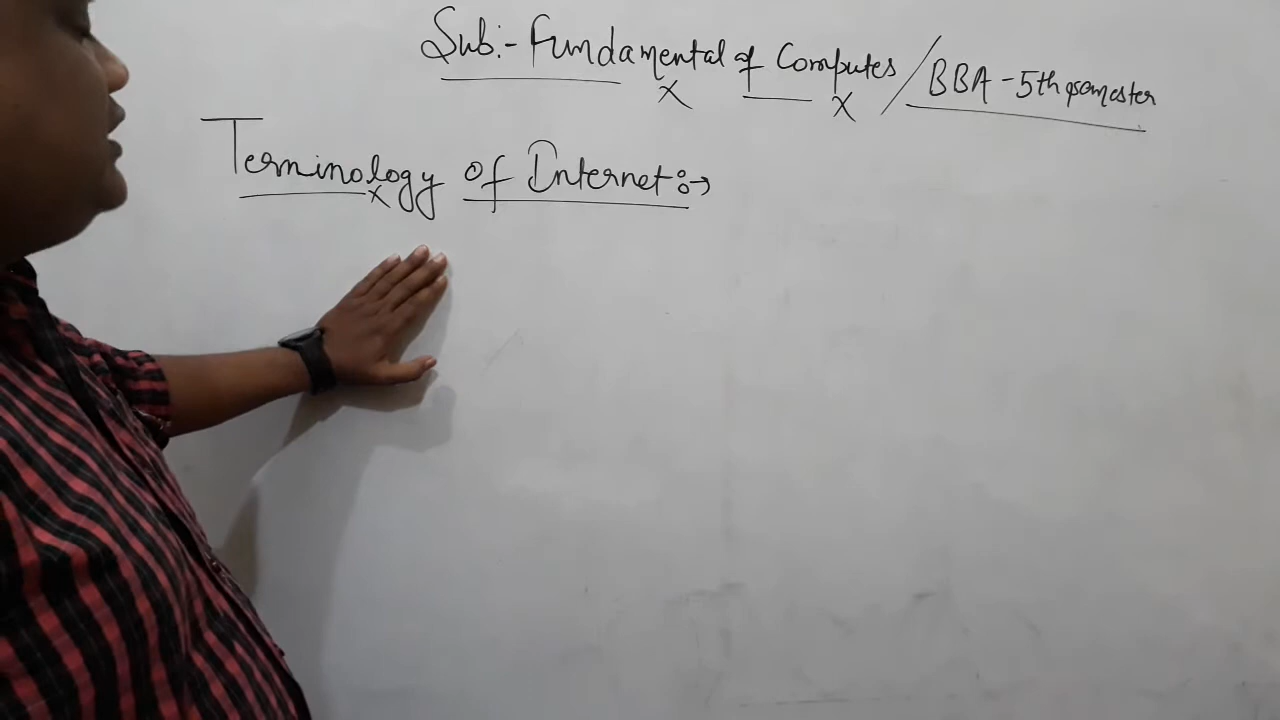 Sub:- Fundamental of Computes / BBA - 5th semester
Terminology of Internet :→